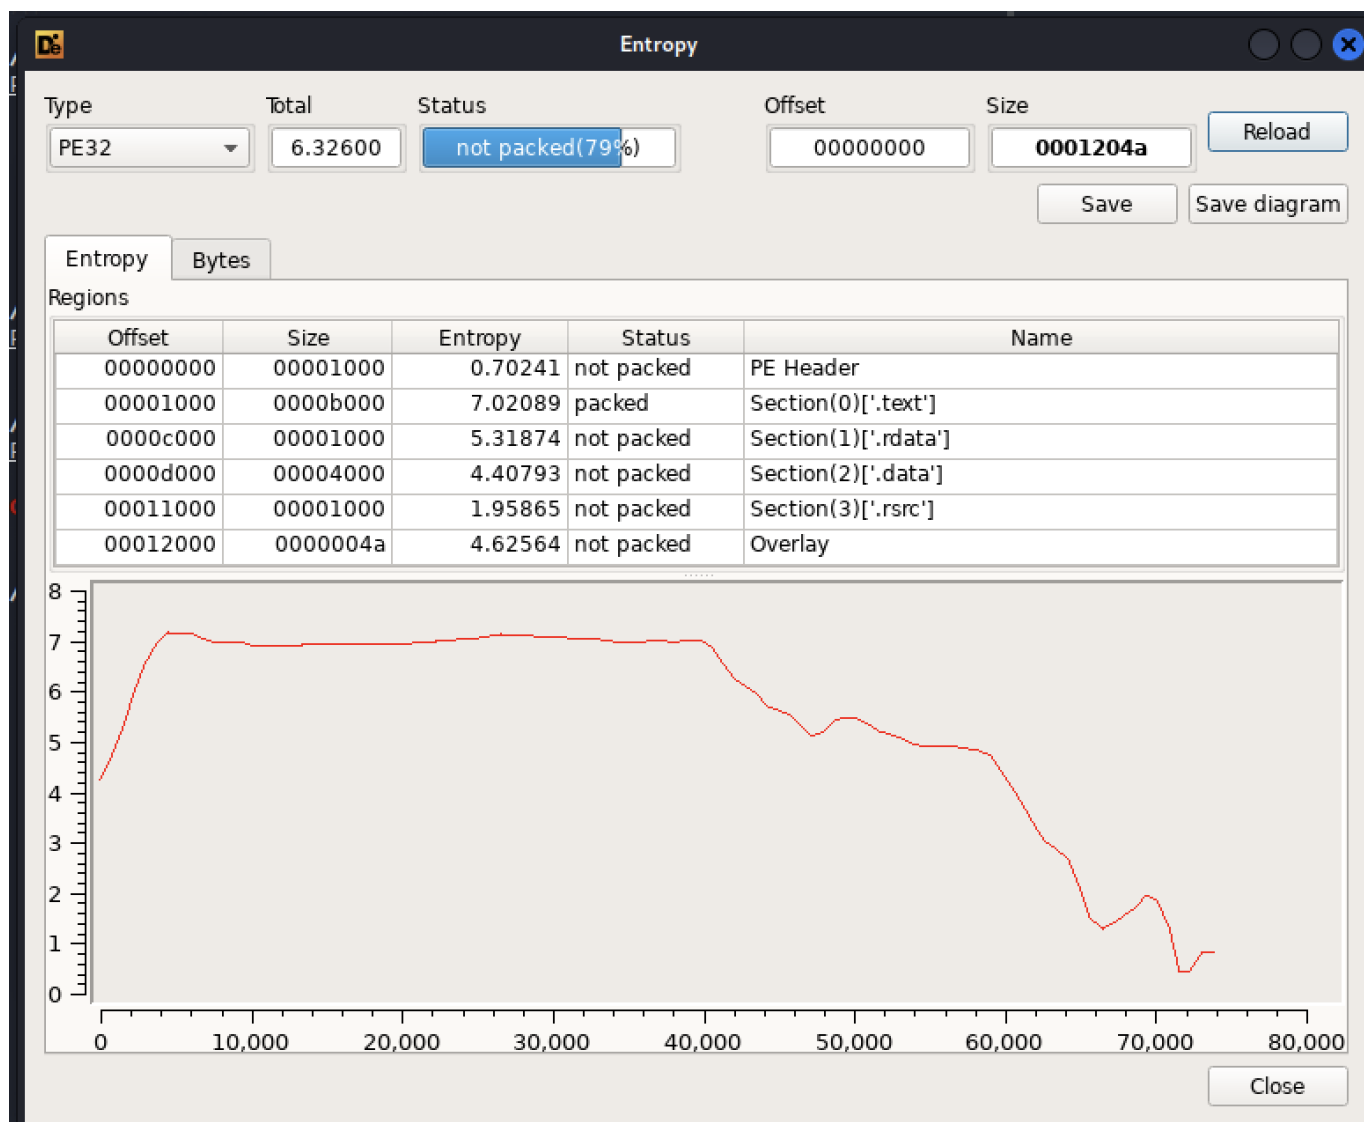 De
Entropy
Type Total Status Offset Size
PE32 6.32600 not packed(79%) 00000000 0001204a Reload
Save Save diagram
Entropy Bytes
Regions
Offset Size Entropy Status Name
00000000 00001000 0.70241 not packed PE Header
00001000 0000b000 7.02089 packed Section(0)['.text']
0000c000 00001000 5.31874 not packed Section(1)['.rdata']
0000d000 00004000 4.40793 not packed Section(2)['.data']
00011000 00001000 1.95865 not packed Section(3)['.rsrc']
00012000 0000004a 4.62564 not packed Overlay
8
7
6
5
4
3
2
1
0
0 10,000 20,000 30,000 40,000 50,000 60,000 70,000 80,000
Close